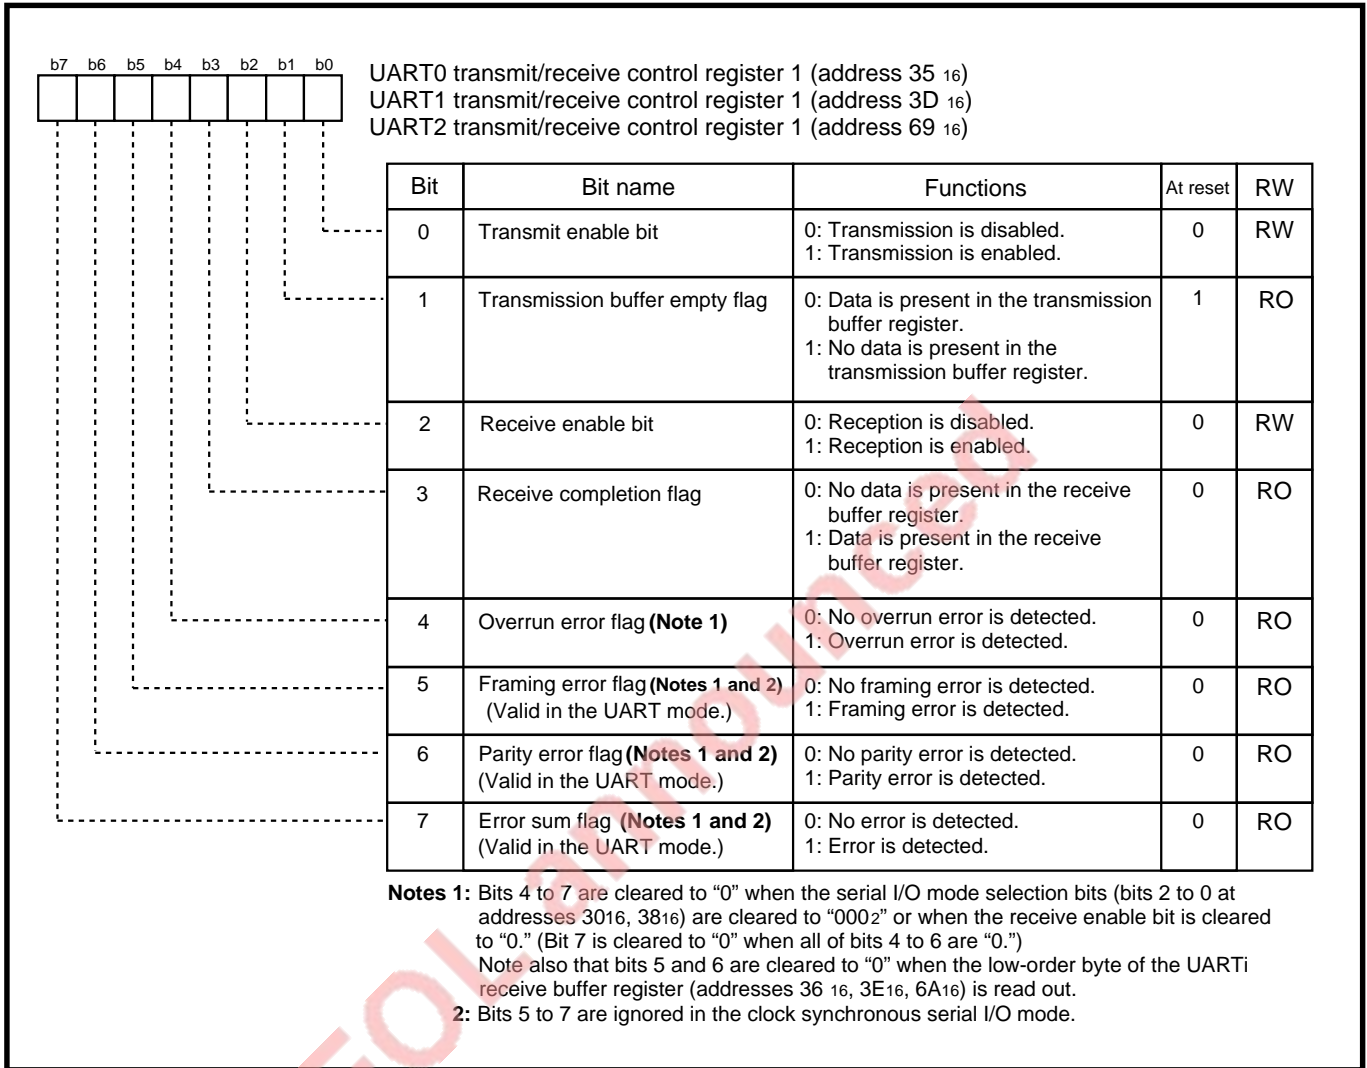 b7 b6 b5 b4 b3 b2 b1 b0
UART0 transmit/receive control register 1 (address 35 16)
UART1 transmit/receive control register 1 (address 3D 16)
UART2 transmit/receive control register 1 (address 69 16)
Bit Bit name Functions At reset RW
0 Transmit enable bit 0: Transmission is disabled. 0 RW
1: Transmission is enabled.
1 Transmission buffer empty flag 0: Data is present in the transmission 1 RO
buffer register.
1: No data is present in the
transmission buffer register.
2 Receive enable bit 0: Reception is disabled. 0 RW
1: Reception is enabled.
3 Receive completion flag 0: No data is present in the receive 0 RO
buffer register.
1: Data is present in the receive
buffer register.
4 Overrun error flag (Note 1) 0: No overrun error is detected. 0 RO
1: Overrun error is detected.
5 Framing error flag (Notes 1 and 2) 0: No framing error is detected. 0 RO
(Valid in the UART mode.) 1: Framing error is detected.
6 Parity error flag (Notes 1 and 2) 0: No parity error is detected. 0 RO
(Valid in the UART mode.) 1: Parity error is detected.
7 Error sum flag (Notes 1 and 2) 0: No error is detected. 0 RO
(Valid in the UART mode.) 1: Error is detected.
Notes 1: Bits 4 to 7 are cleared to “0” when the serial I/O mode selection bits (bits 2 to 0 at
addresses 3016, 3816) are cleared to “0002” or when the receive enable bit is cleared
to “0.” (Bit 7 is cleared to “0” when all of bits 4 to 6 are “0.”)
Note also that bits 5 and 6 are cleared to “0” when the low-order byte of the UARTi
receive buffer register (addresses 36 16, 3E16, 6A16) is read out.
2: Bits 5 to 7 are ignored in the clock synchronous serial I/O mode.
EOL announced